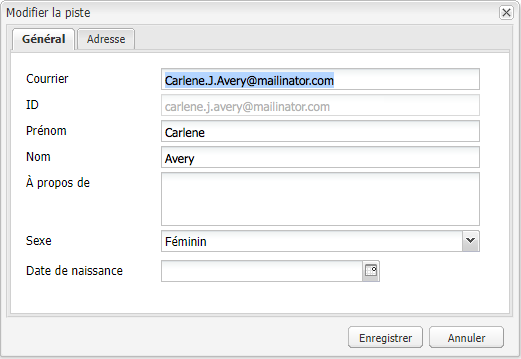 Modifier la piste
Général Adresse
Courrier Carlene.J.Avery@mailinator.com
ID carlene.j.avery@mailinator.com
Prénom Carlene
Nom Avery
À propos de
Sexe Féminin
Date de naissance
Enregistrer Annuler